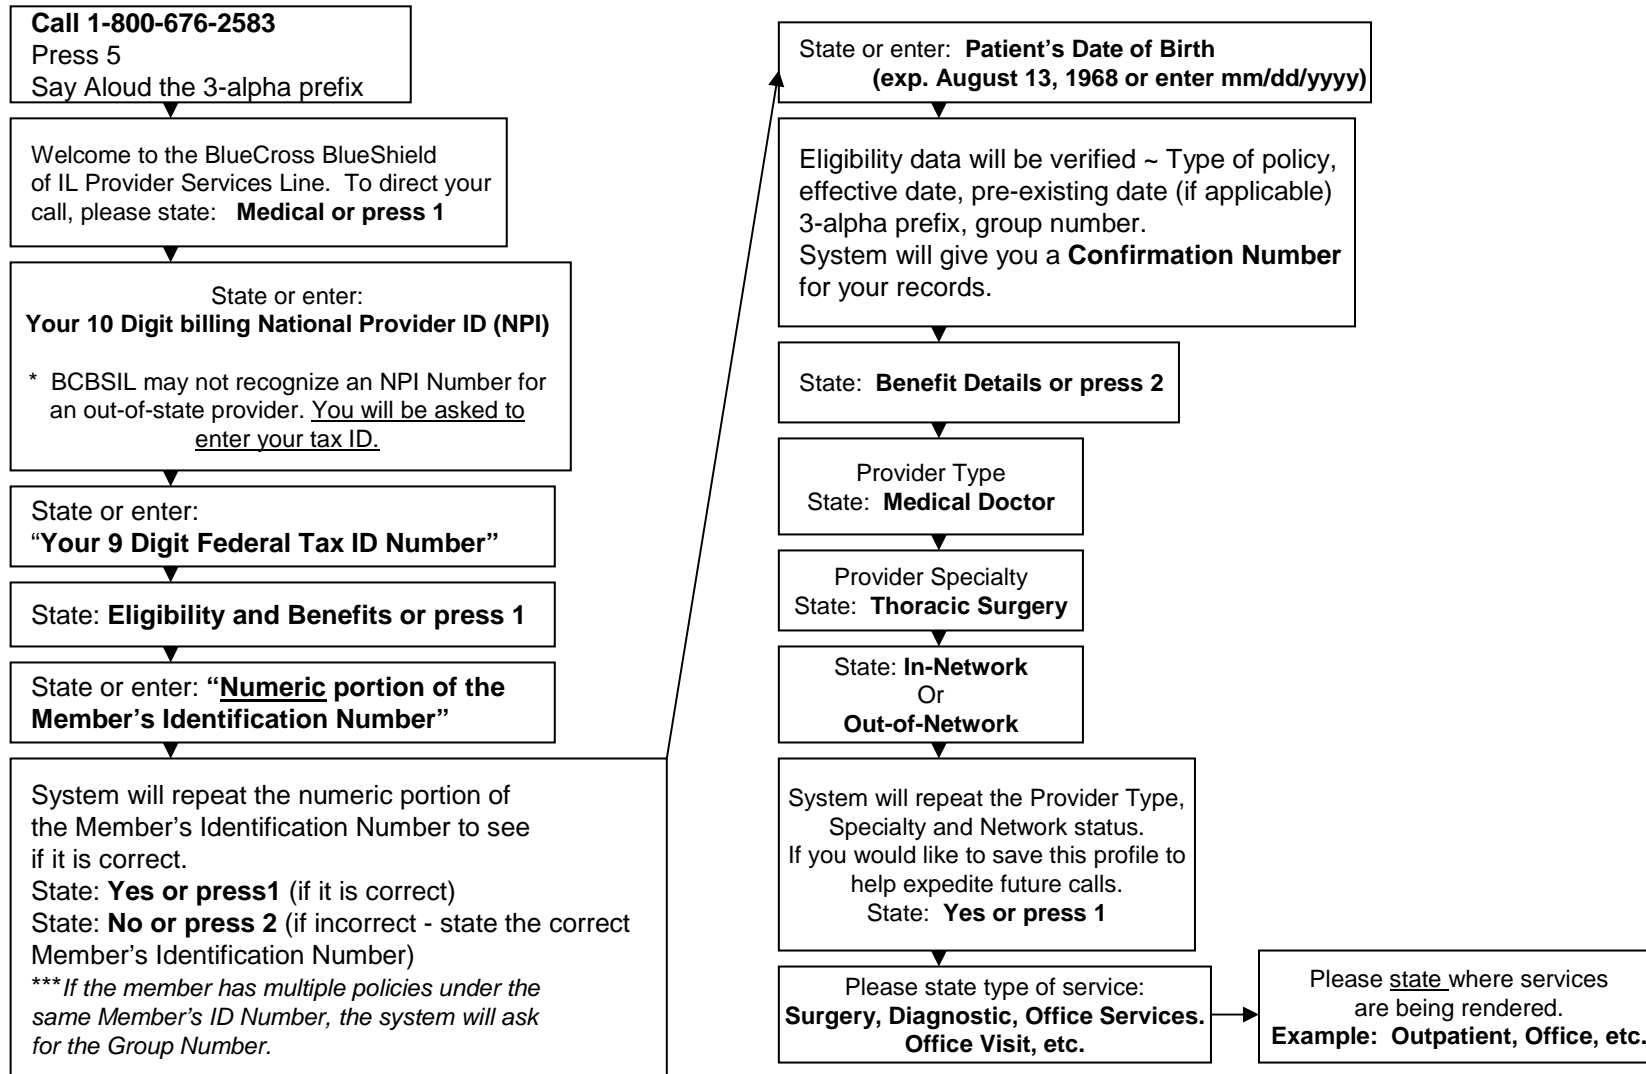 Call 1-800-676-2583
Press 5
Say Aloud the 3-alpha prefix
Welcome to the BlueCross BlueShield
of IL Provider Services Line.  To direct your
call, please state:   Medical or press 1
State or enter:
Your 10 Digit billing National Provider ID (NPI)
*  BCBSIL may not recognize an NPI Number for
an out-of-state provider. You will be asked to
enter your tax ID.
State or enter:
“Your 9 Digit Federal Tax ID Number”
State: Eligibility and Benefits or press 1
State or enter: “Numeric portion of the
Member’s Identification Number”
System will repeat the numeric portion of
the Member’s Identification Number to see
if it is correct.
State: Yes or press1 (if it is correct)
State: No or press 2 (if incorrect - state the correct
Member’s Identification Number)
***If the member has multiple policies under the
same Member’s ID Number, the system will ask
for the Group Number.
State or enter:  Patient’s Date of Birth
(exp. August 13, 1968 or enter mm/dd/yyyy)
Eligibility data will be verified ~ Type of policy,
effective date, pre-existing date (if applicable)
3-alpha prefix, group number.
System will give you a Confirmation Number
for your records.
State:  Benefit Details or press 2
Provider Type
State:  Medical Doctor
Provider Specialty
State:  Thoracic Surgery
State: In-Network
Or
Out-of-Network
System will repeat the Provider Type,
Specialty and Network status.
If you would like to save this profile to
help expedite future calls.
State:  Yes or press 1
Please state type of service:
Surgery, Diagnostic, Office Services.
Office Visit, etc.
Please state where services
are being rendered.
Example:  Outpatient, Office, etc.